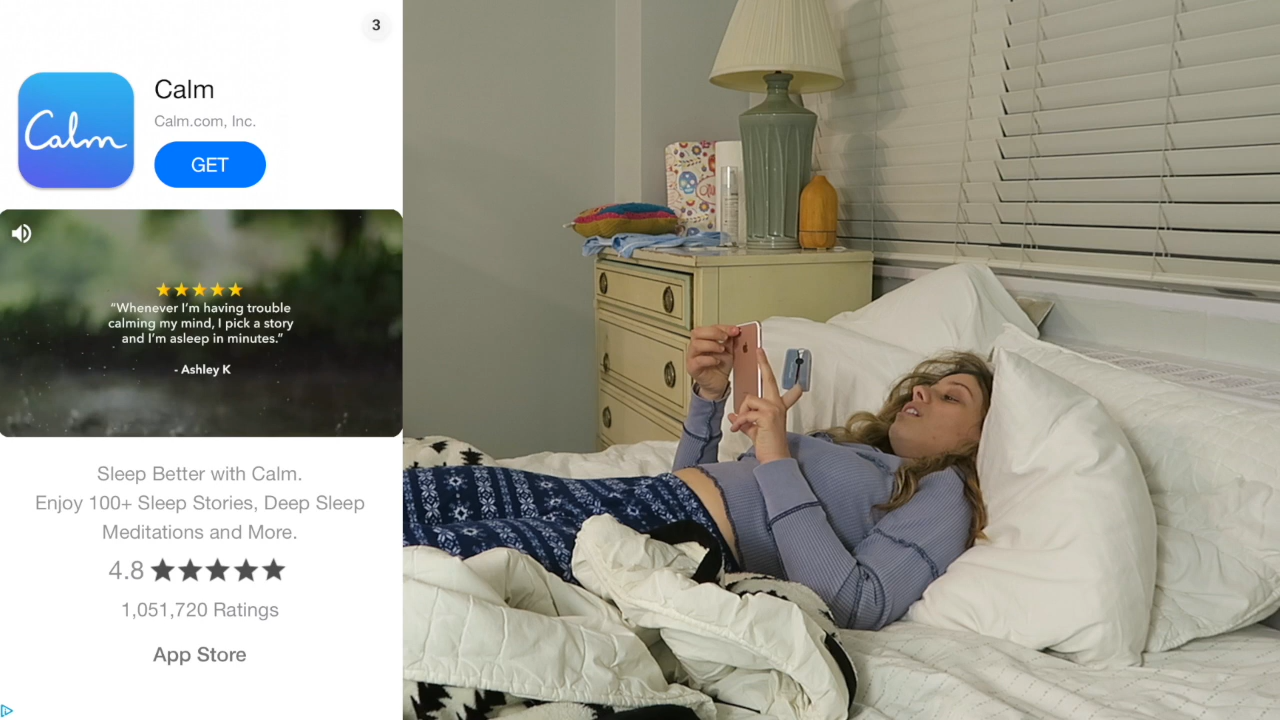 3
Calm
Calm
Calm.com, Inc.
GET
“Whenever I’m having trouble
calming my mind, I pick a story
and I’m asleep in minutes.”
- Ashley K
Sleep Better with Calm.
Enjoy 100+ Sleep Stories, Deep Sleep
Meditations and More.
4.8
1,051,720 Ratings
App Store